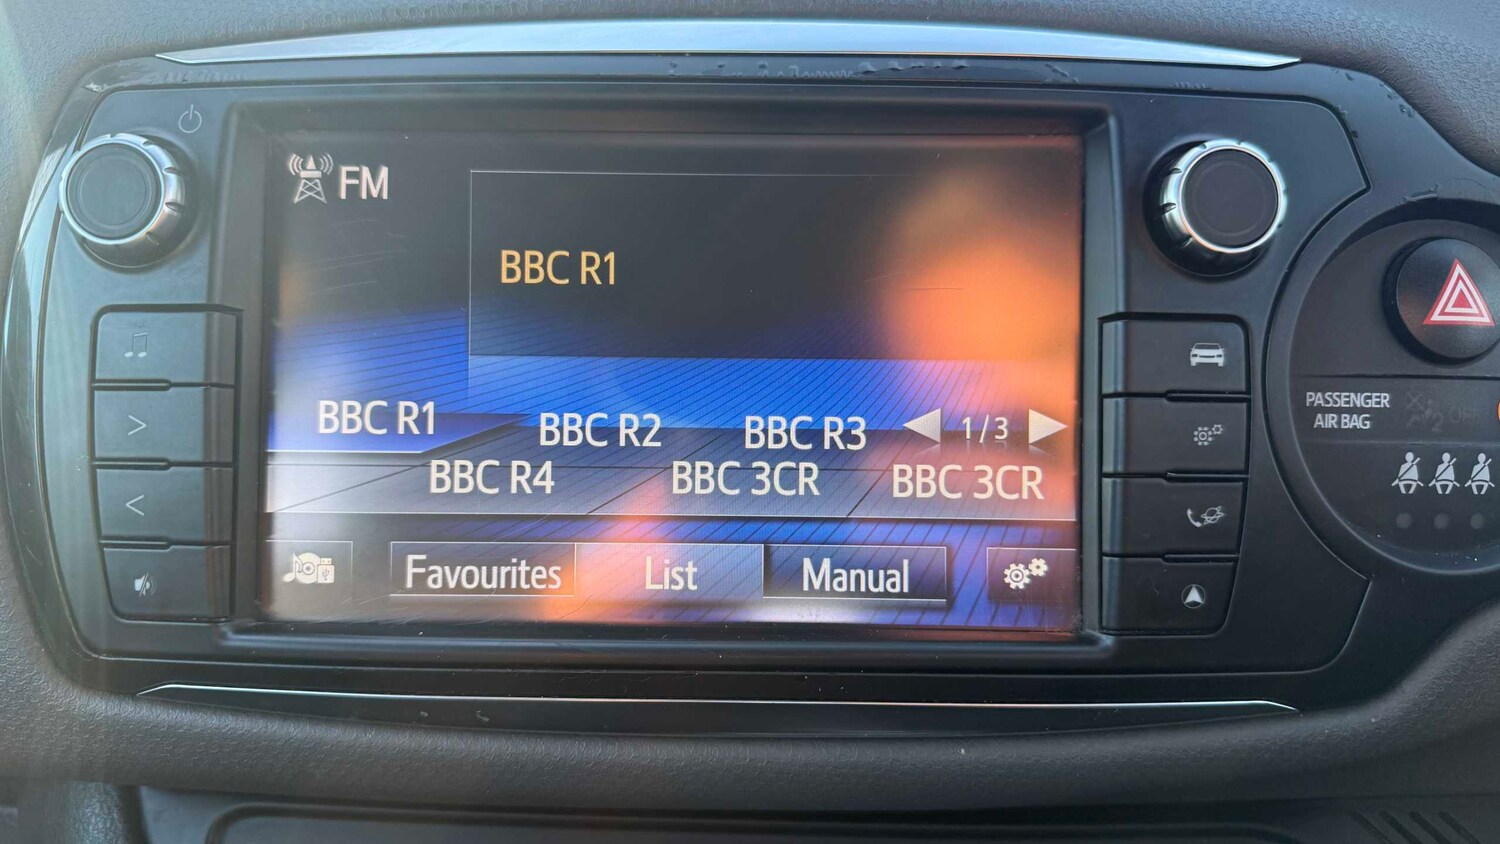 FM
BBC R1
BBC R1 BBC R2 BBC R3 1/3
BBC R4 BBC 3CR BBC 3CR
Favourites List Manual
PASSENGER
AIR BAG
OFF